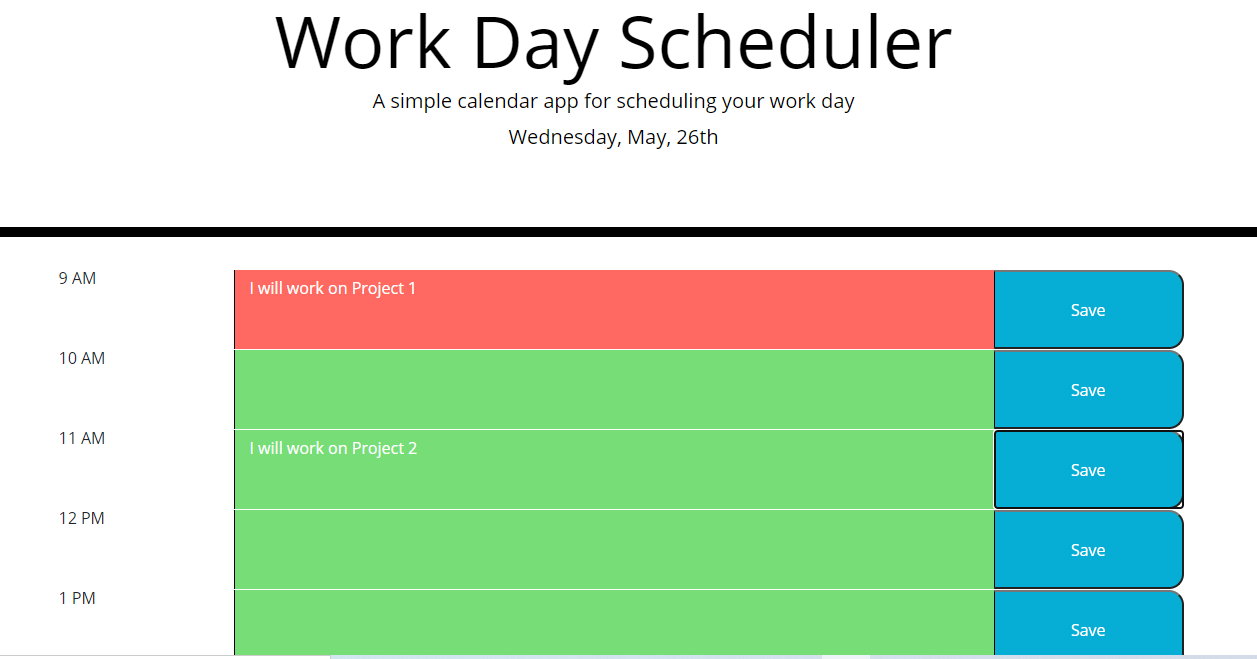 Work Day Scheduler
A simple calendar app for scheduling your work day
Wednesday, May, 26th
9 AM
I will work on Project 1
Save
10 AM
Save
11 AM
I will work on Project 2
Save
12 PM
Save
1 PM
Save